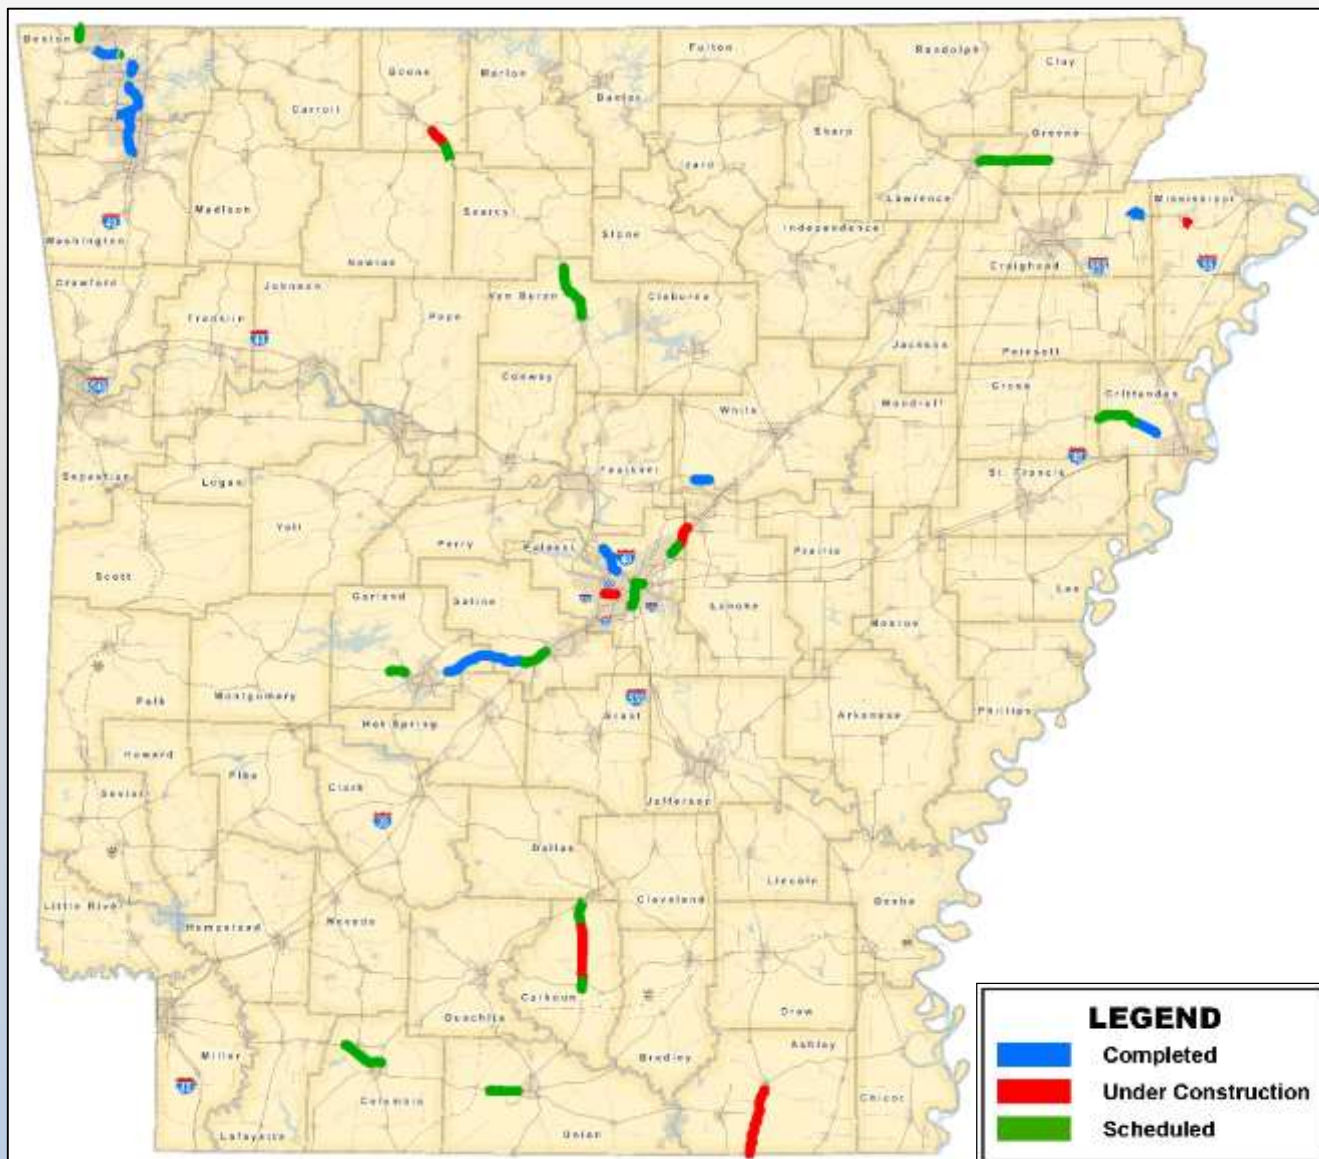 Benton
Boone
Marion
Fulton
Randolph
Clay
Carroll
Baxter
Sharp
Greene
Izard
Lawrence
Madison
Searcy
Mississippi
Washington
Stone
Independence
Newton
Craighead
Crawford
Johnson
Van Buren
Cleburne
Franklin
Pope
Jackson
Poinsett
Conway
Cross
Crittenden
White
Woodruff
Sebastian
Logan
Faulkner
St. Francis
Yell
Perry
Pulaski
Prairie
Scott
Garland
Saline
Lonoke
Lee
Monroe
Polk
Montgomery
Hot Spring
Grant
Arkansas
Phillips
Howard
Pike
Sevier
Clark
Jefferson
Dallas
Lincoln
Little River
Cleveland
Desha
Hempstead
Nevada
Calhoun
Ouachita
Drew
Miller
Bradley
Ashley
Columbia
Chicot
Lafayette
Union
LEGEND
Completed
Under Construction
Scheduled